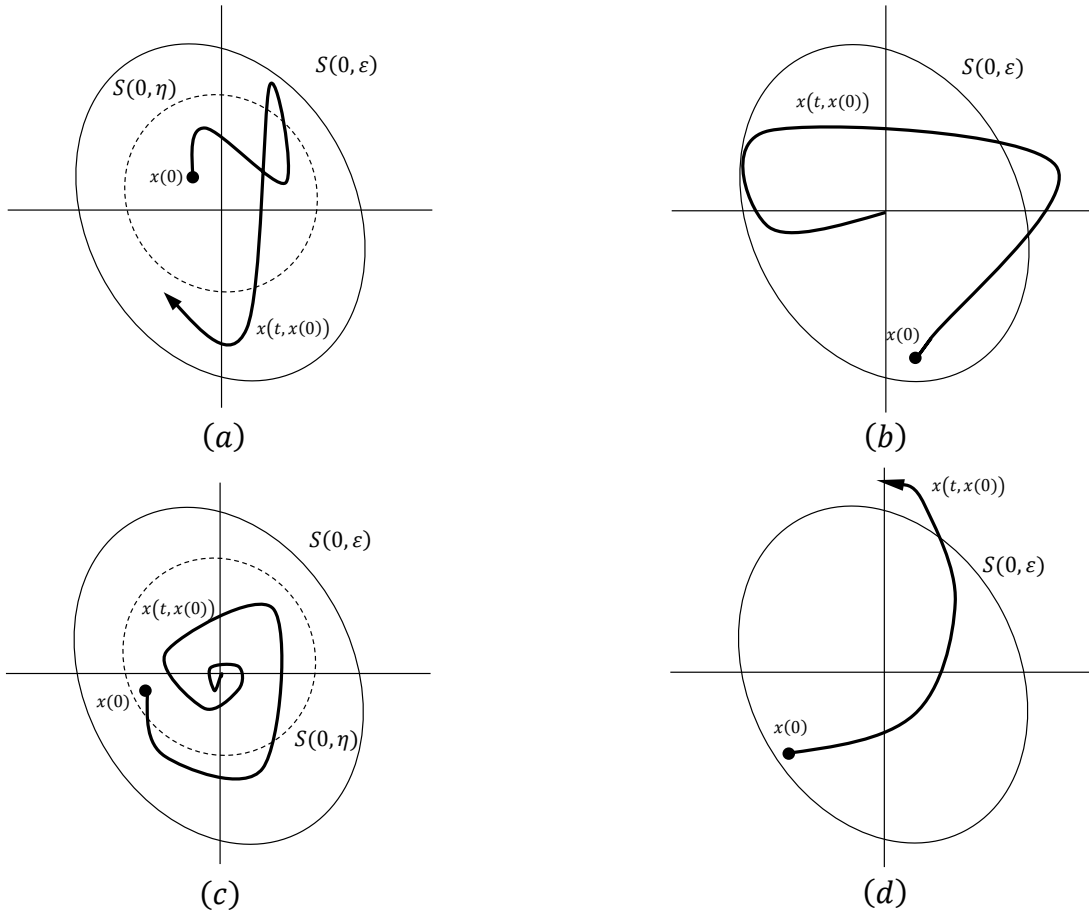 S(0, ε)
S(0, η)
x(0)
x(t, x(0))
(a)
S(0, ε)
x(t, x(0))
x(0)
(b)
S(0, ε)
x(t, x(0))
x(0)
S(0, η)
(c)
x(t, x(0))
S(0, ε)
x(0)
(d)